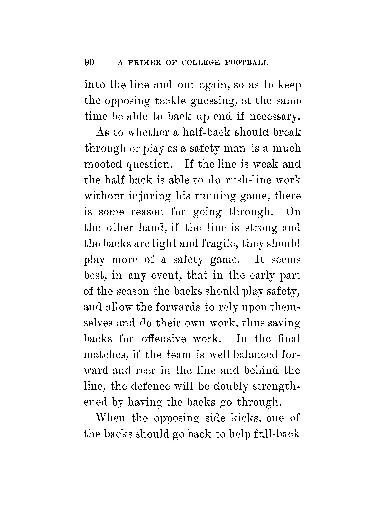 90 A PRIMER OF COLLEGE FOOTBALL
into the line and out again, so as to keep
the opposing tackle guessing, at the same
time be able to back up end if necessary.
As to whether a half-back should break
through or play as a safety man is a much
mooted question. If the line is weak and
the half back is able to do rush-line work
without injuring his running game, there
is some reason for going through. On
the other hand, if the line is strong and
the backs are light and fragile, they should
play more of a safety game. It seems
best, in any event, that in the early part
of the season the backs should play safety,
and allow the forwards to rely upon them-
selves and do their own work, thus saving
backs for offensive work. In the final
matches, if the team is well balanced for-
ward and rear in the line and behind the
line, the defence will be doubly strength-
ened by having the backs go through.
When the opposing side kicks, one of
the backs should go back to help full-back